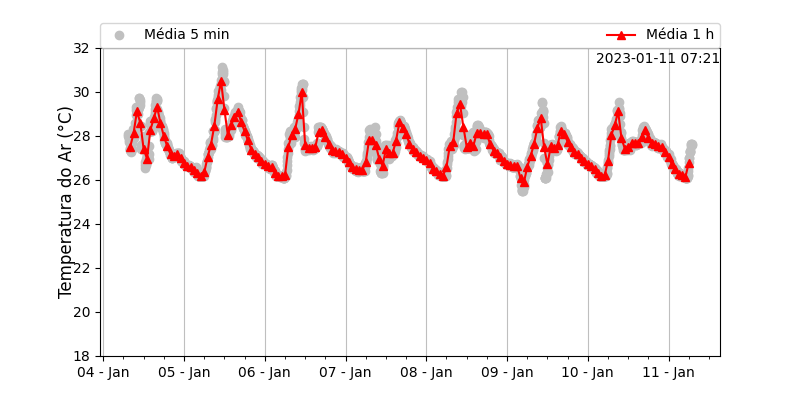 Média 5 min
Média 1 h
2023-01-11 07:21
Temperatura do Ar (°C)
32
30
28
26
24
22
20
18
04 - Jan
05 - Jan
06 - Jan
07 - Jan
08 - Jan
09 - Jan
10 - Jan
11 - Jan